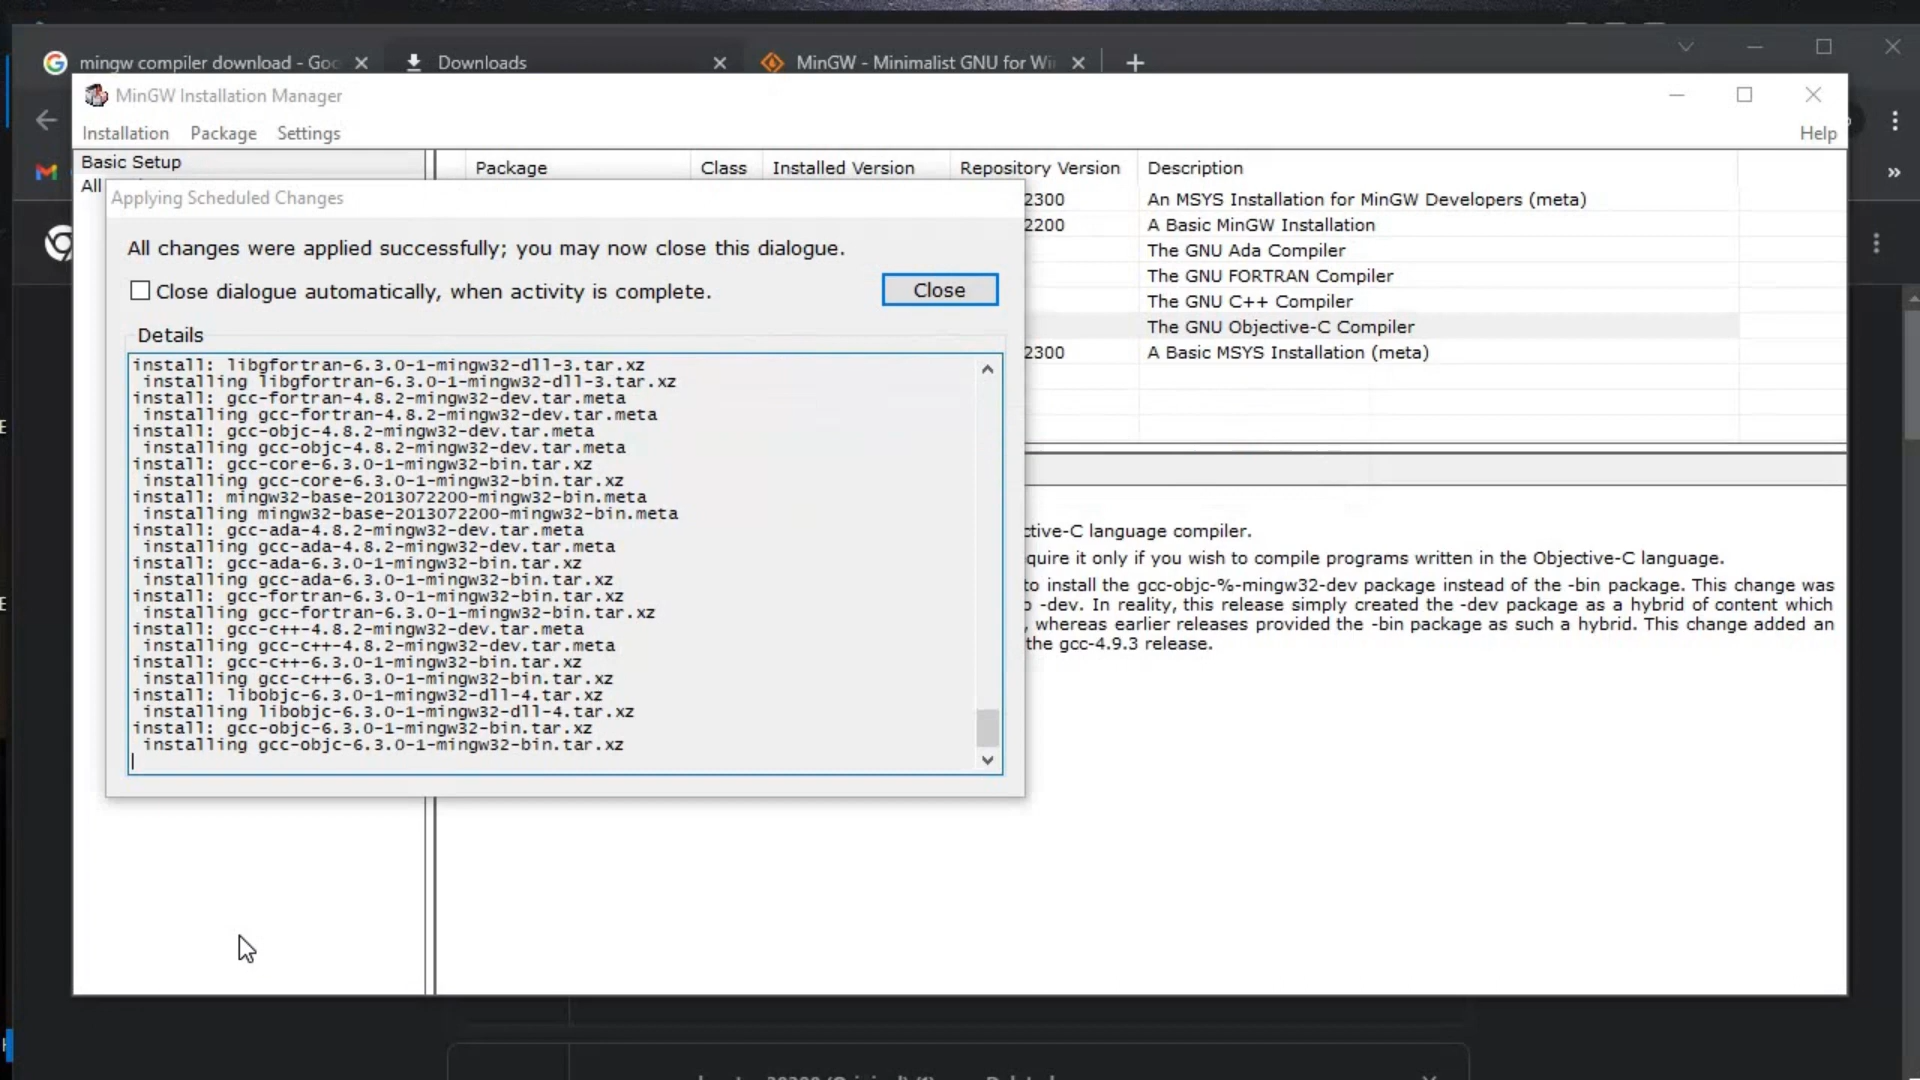 mingw compiler download - Goo
Downloads
MinGW - Minimalist GNU for Wi
MinGW Installation Manager
Installation Package Settings
Help
Basic Setup
All
Package Class Installed Version Repository Version Description
2300 An MSYS Installation for MinGW Developers (meta)
2200 A Basic MinGW Installation
The GNU Ada Compiler
The GNU FORTRAN Compiler
The GNU C++ Compiler
The GNU Objective-C Compiler
2300 A Basic MSYS Installation (meta)
Applying Scheduled Changes
All changes were applied successfully; you may now close this dialogue.
Close dialogue automatically, when activity is complete.
Close
Details
install: libgfortran-6.3.0-1-mingw32-dll-3.tar.xz
installing libgfortran-6.3.0-1-mingw32-dll-3.tar.xz
install: gcc-fortran-4.8.2-mingw32-dev.tar.meta
installing gcc-fortran-4.8.2-mingw32-dev.tar.meta
install: gcc-objc-4.8.2-mingw32-dev.tar.meta
installing gcc-objc-4.8.2-mingw32-dev.tar.meta
install: gcc-core-6.3.0-1-mingw32-bin.tar.xz
installing gcc-core-6.3.0-1-mingw32-bin.tar.xz
install: mingw32-base-2013072200-mingw32-bin.meta
installing mingw32-base-2013072200-mingw32-bin.meta
install: gcc-ada-4.8.2-mingw32-dev.tar.meta
installing gcc-ada-4.8.2-mingw32-dev.tar.meta
install: gcc-ada-6.3.0-1-mingw32-bin.tar.xz
installing gcc-ada-6.3.0-1-mingw32-bin.tar.xz
install: gcc-fortran-6.3.0-1-mingw32-bin.tar.xz
installing gcc-fortran-6.3.0-1-mingw32-bin.tar.xz
install: gcc-c++-4.8.2-mingw32-dev.tar.meta
installing gcc-c++-4.8.2-mingw32-dev.tar.meta
install: gcc-c++-6.3.0-1-mingw32-bin.tar.xz
installing gcc-c++-6.3.0-1-mingw32-bin.tar.xz
install: libobjc-6.3.0-1-mingw32-dll-4.tar.xz
installing libobjc-6.3.0-1-mingw32-dll-4.tar.xz
install: gcc-objc-6.3.0-1-mingw32-bin.tar.xz
installing gcc-objc-6.3.0-1-mingw32-bin.tar.xz
ctive-C language compiler.
quire it only if you wish to compile programs written in the Objective-C language.
to install the gcc-objc-%-mingw32-dev package instead of the -bin package. This change was
-dev. In reality, this release simply created the -dev package as a hybrid of content which
, whereas earlier releases provided the -bin package as such a hybrid. This change added an
the gcc-4.9.3 release.